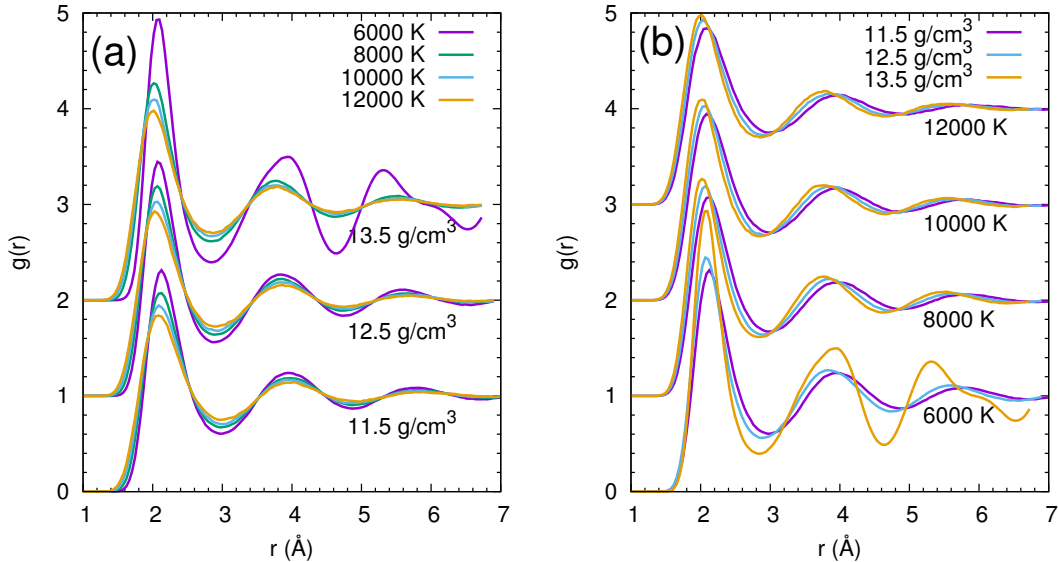 (a)
6000 K
8000 K
10000 K
12000 K
13.5 g/cm³
12.5 g/cm³
11.5 g/cm³
g(r)
0
1
2
3
4
5
1 2 3 4 5 6 7
r (Å)
(b)
11.5 g/cm³
12.5 g/cm³
13.5 g/cm³
12000 K
10000 K
8000 K
6000 K
g(r)
0
1
2
3
4
5
1 2 3 4 5 6 7
r (Å)